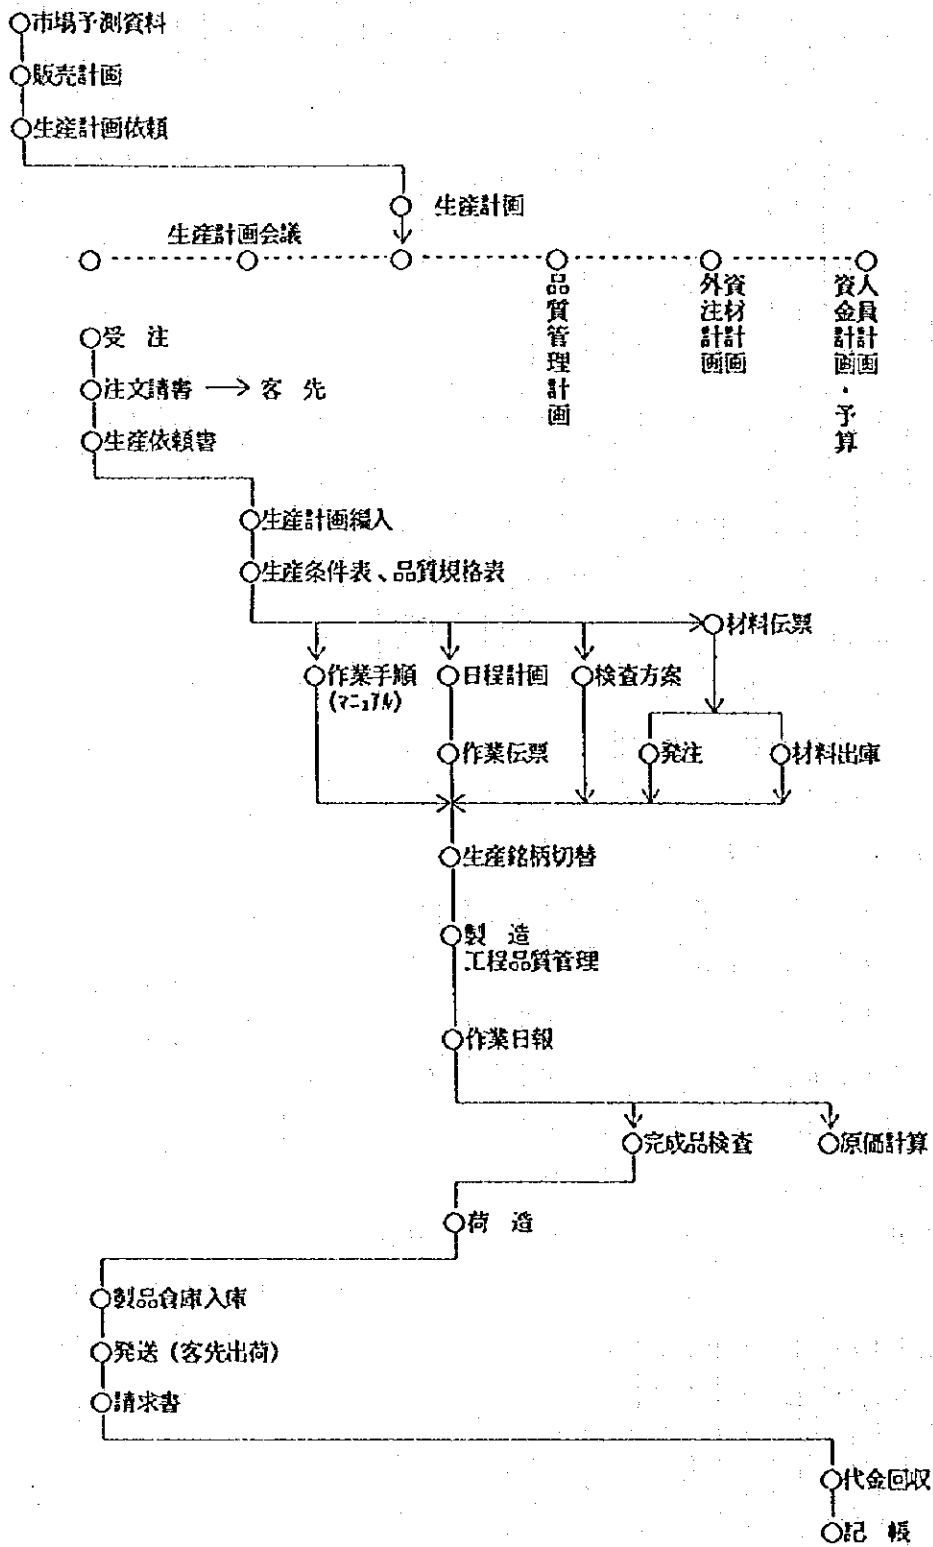 市場予測資料
販売計画
生産計画依頼
生産計画
生産計画会議
品質管理計画
資材計画
外注計画
人員計画
資金計画・予算
受 注
注文請書 → 客 先
生産依頼書
生産計画編入
生産条件表、品質規格表
材料伝票
作業手順
(マニュアル)
日程計画
検査方案
作業伝票
発注
材料出庫
生産銘柄切替
製 造
工程品質管理
作業日報
完成品検査
原価計算
荷 造
製品倉庫入庫
発送(客先出荷)
請求書
代金回収
記 帳